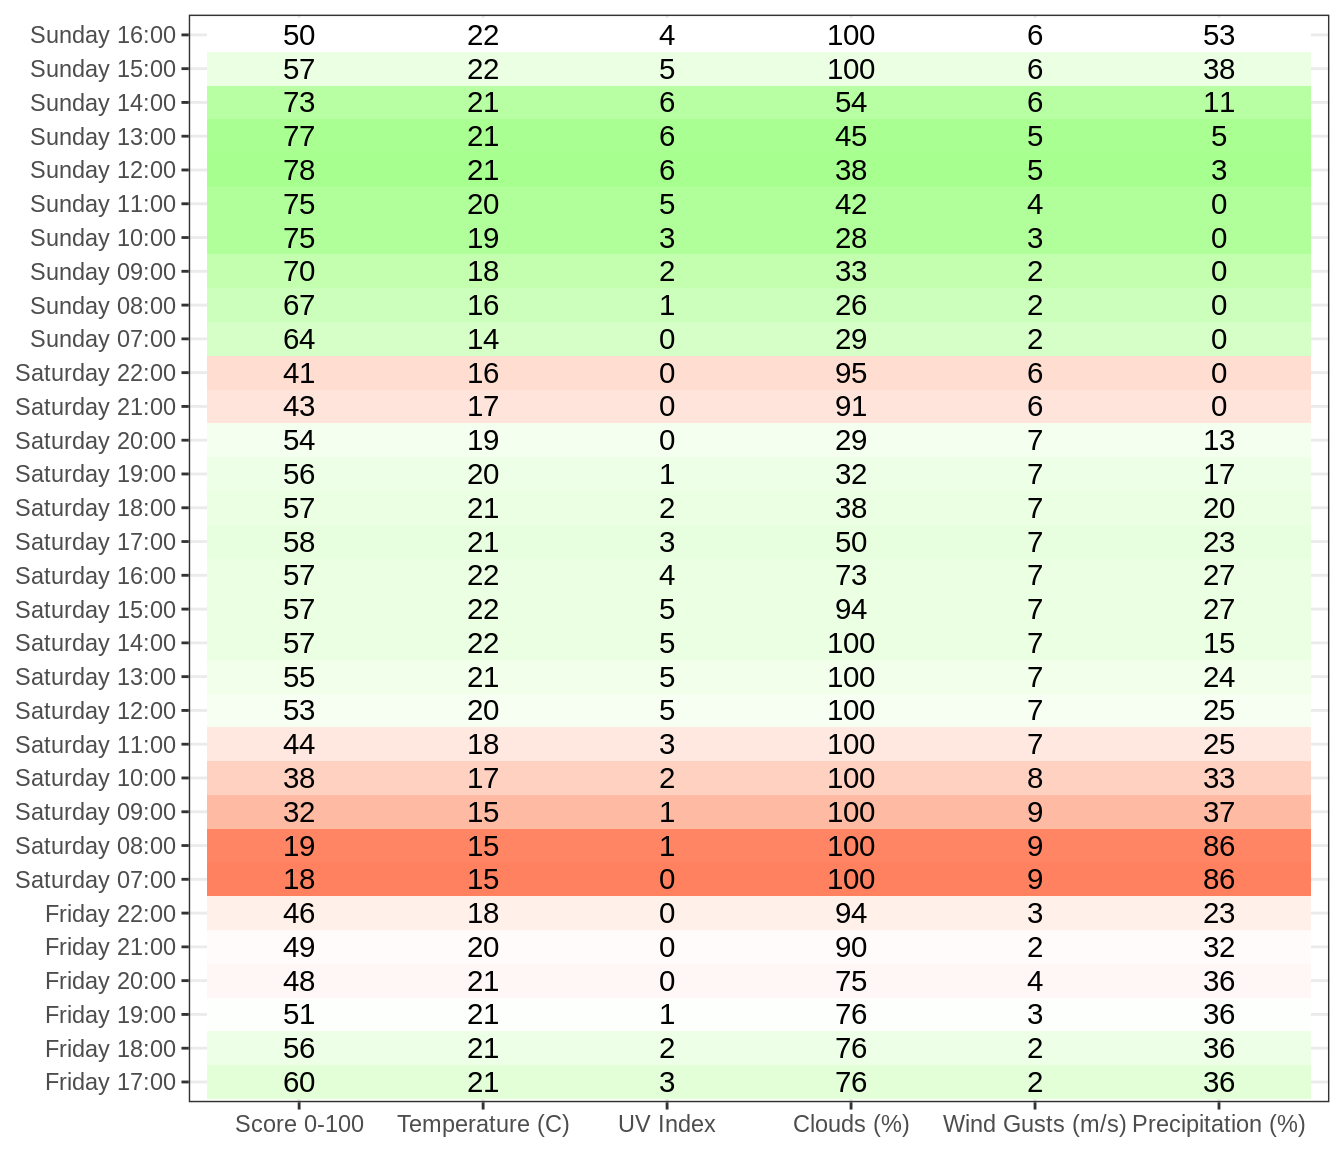 Sunday 16:00 50 22 4 100 6 53
Sunday 15:00 57 22 5 100 6 38
Sunday 14:00 73 21 6 54 6 11
Sunday 13:00 77 21 6 45 5 5
Sunday 12:00 78 21 6 38 5 3
Sunday 11:00 75 20 5 42 4 0
Sunday 10:00 75 19 3 28 3 0
Sunday 09:00 70 18 2 33 2 0
Sunday 08:00 67 16 1 26 2 0
Sunday 07:00 64 14 0 29 2 0
Saturday 22:00 41 16 0 95 6 0
Saturday 21:00 43 17 0 91 6 0
Saturday 20:00 54 19 0 29 7 13
Saturday 19:00 56 20 1 32 7 17
Saturday 18:00 57 21 2 38 7 20
Saturday 17:00 58 21 3 50 7 23
Saturday 16:00 57 22 4 73 7 27
Saturday 15:00 57 22 5 94 7 27
Saturday 14:00 57 22 5 100 7 15
Saturday 13:00 55 21 5 100 7 24
Saturday 12:00 53 20 5 100 7 25
Saturday 11:00 44 18 3 100 7 25
Saturday 10:00 38 17 2 100 8 33
Saturday 09:00 32 15 1 100 9 37
Saturday 08:00 19 15 1 100 9 86
Saturday 07:00 18 15 0 100 9 86
Friday 22:00 46 18 0 94 3 23
Friday 21:00 49 20 0 90 2 32
Friday 20:00 48 21 0 75 4 36
Friday 19:00 51 21 1 76 3 36
Friday 18:00 56 21 2 76 2 36
Friday 17:00 60 21 3 76 2 36
Score 0-100 Temperature (C) UV Index Clouds (%) Wind Gusts (m/s) Precipitation (%)